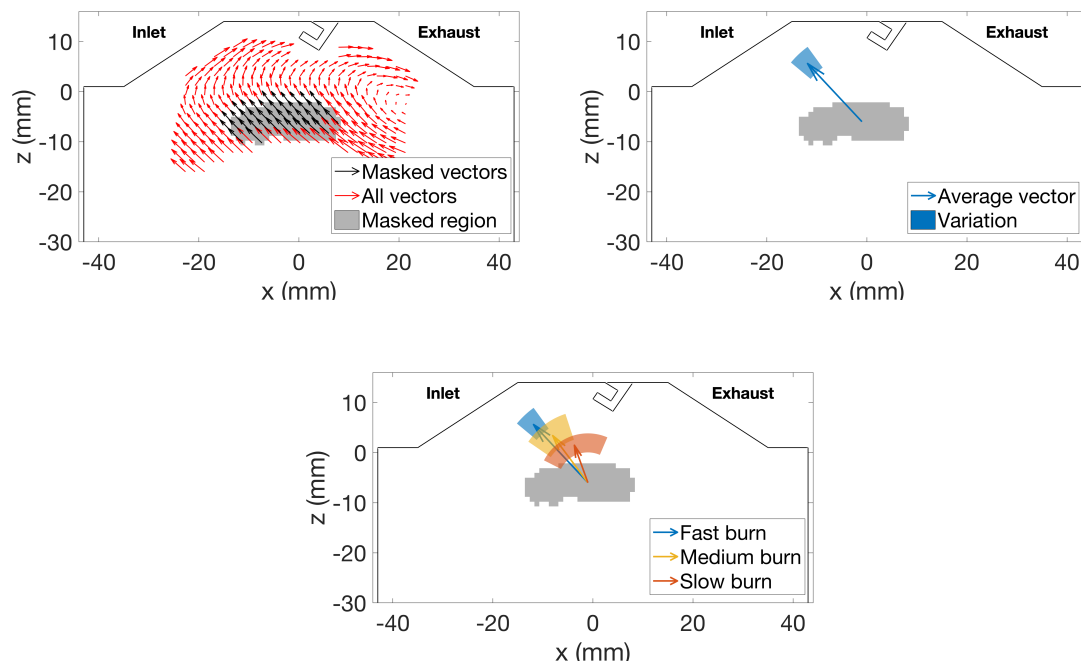 Inlet
Exhaust
10
0
-10
-20
-30
z (mm)
Masked vectors
All vectors
Masked region
-40
-20
0
20
40
x (mm)
Inlet
Exhaust
10
0
-10
-20
-30
z (mm)
Average vector
Variation
-40
-20
0
20
40
x (mm)
Inlet
Exhaust
10
0
-10
-20
-30
z (mm)
Fast burn
Medium burn
Slow burn
-40
-20
0
20
40
x (mm)